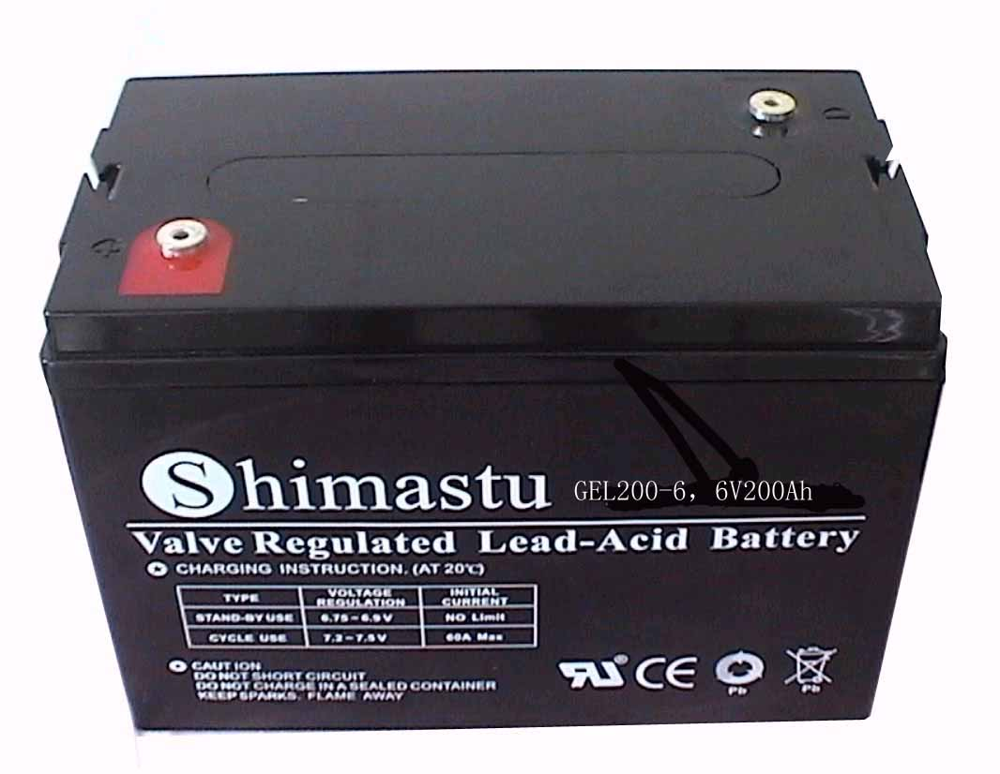 +
Shimastu GEL200-6, 6V200Ah
Valve Regulated Lead-Acid Battery
CHARGING INSTRUCTION. (AT 20℃)
TYPE VOLTAGE REGULATION INITIAL CURRENT
STAND-BY USE 6.75-6.9V NO Limit
CYCLE USE 7.2-7.5V 60A Max
CAUTION
DO NOT SHORT CIRCUIT
DO NOT CHARGE IN A SEALED CONTAINER
KEEP SPARKS. FLAME AWAY
RU CE Pb Pb